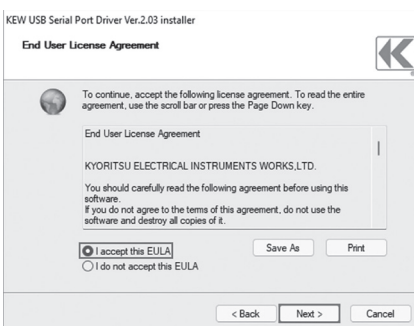 KEW USB Serial Port Driver Ver.2.03 installer
End User License Agreement
To continue, accept the following license agreement. To read the entire
agreement, use the scroll bar or press the Page Down key.
End User License Agreement
KYORITSU ELECTRICAL INSTRUMENTS WORKS,LTD.
You should carefully read the following agreement before using this
software.
If you do not agree to the terms of this agreement, do not use the
software and destroy all copies of it.
I accept this EULA
Save As
Print
I do not accept this EULA
< Back
Next >
Cancel